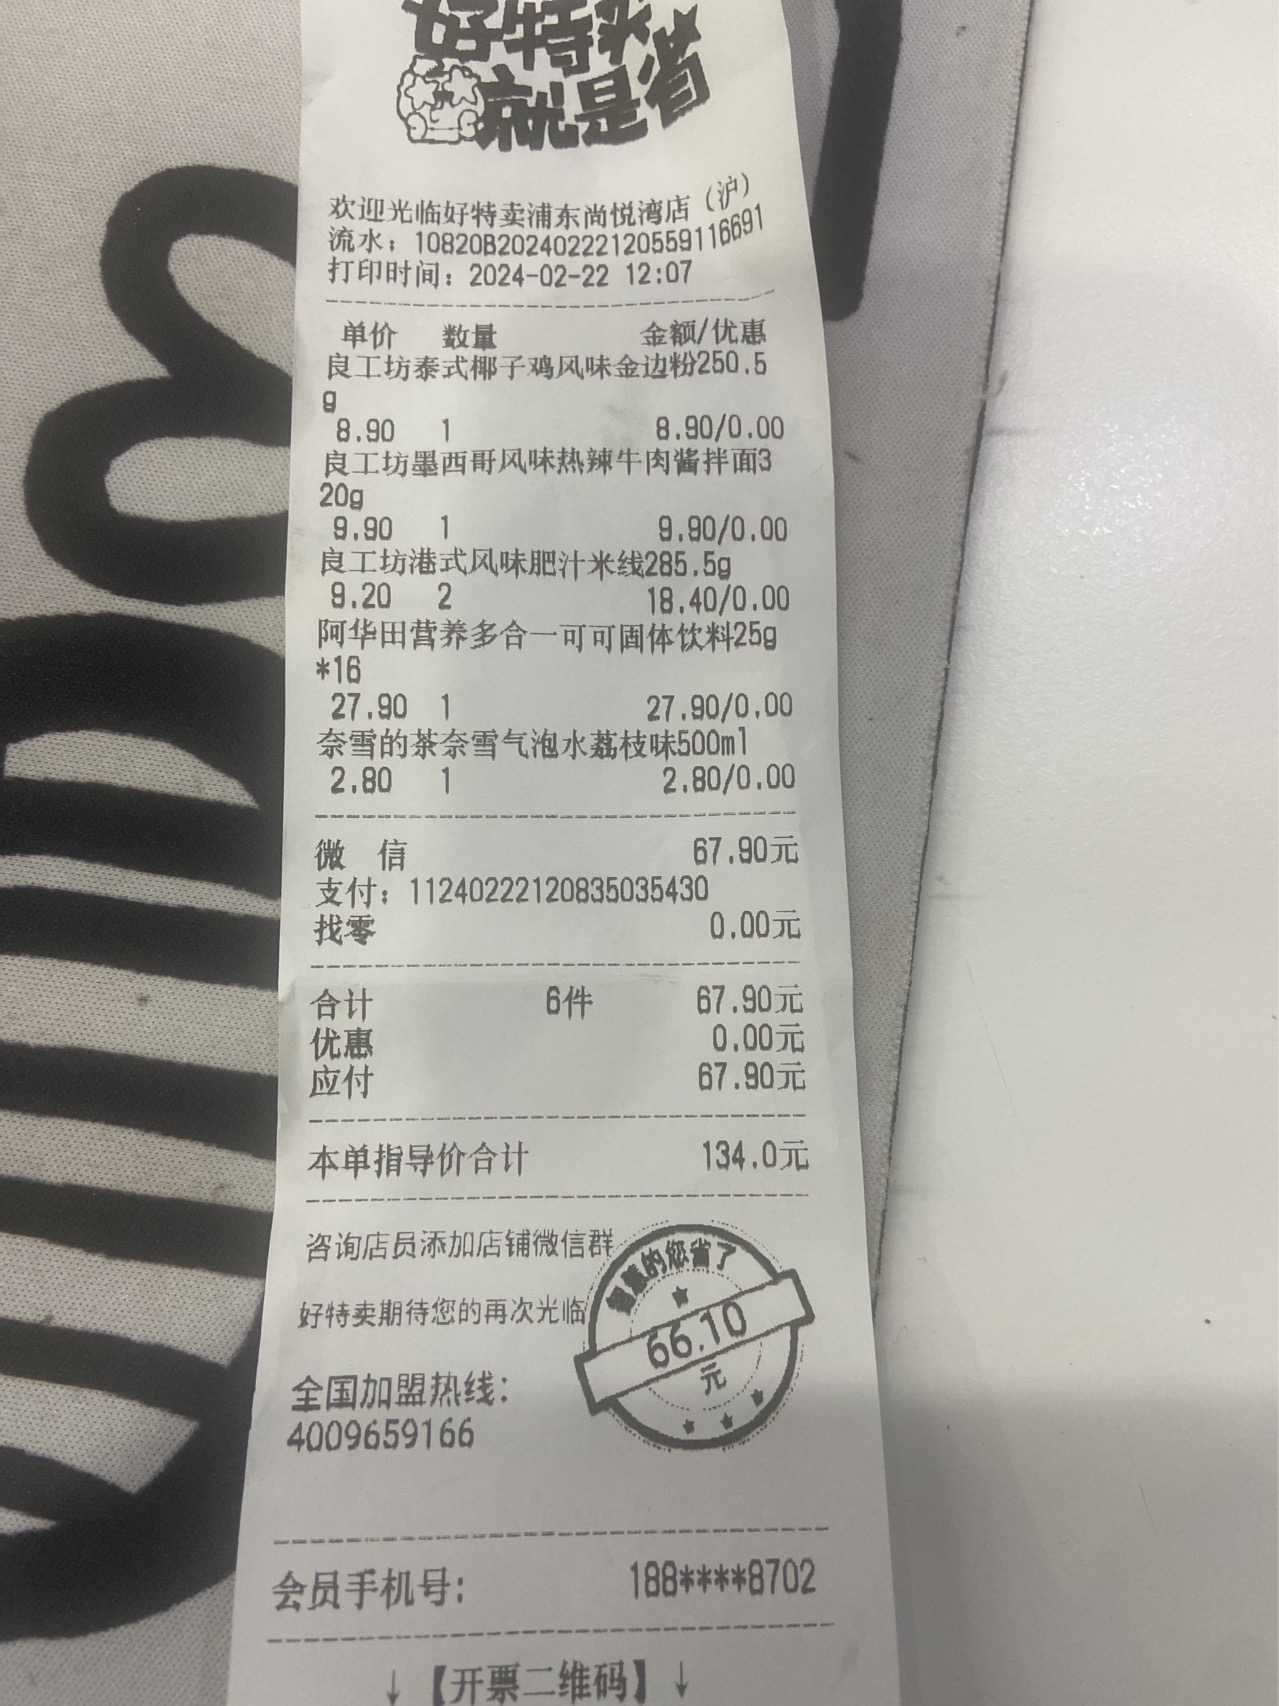 好特卖
就是省
欢迎光临好特卖浦东尚悦湾店（沪）
流水：10820B20240222120559116691
打印时间：2024-02-22 12:07
单价 数量 金额/优惠
良工坊泰式椰子鸡风味金边粉250.5
g
8.90 1 8.90/0.00
良工坊墨西哥风味热辣牛肉酱拌面3
20g
9.90 1 9.90/0.00
良工坊港式风味肥汁米线285.5g
9.20 2 18.40/0.00
阿华田营养多合一可可固体饮料25g
*16
27.90 1 27.90/0.00
奈雪的茶奈雪气泡水荔枝味500ml
2.80 1 2.80/0.00
微 信 67.90元
支付：11240222120835035430
找零 0.00元
合计 6件 67.90元
优惠 0.00元
应付 67.90元
本单指导价合计 134.0元
咨询店员添加店铺微信群
好特卖期待您的再次光临
智慧的您省了
66.10
元
全国加盟热线：
4009659166
会员手机号： 188****8702
↓【开票二维码】↓